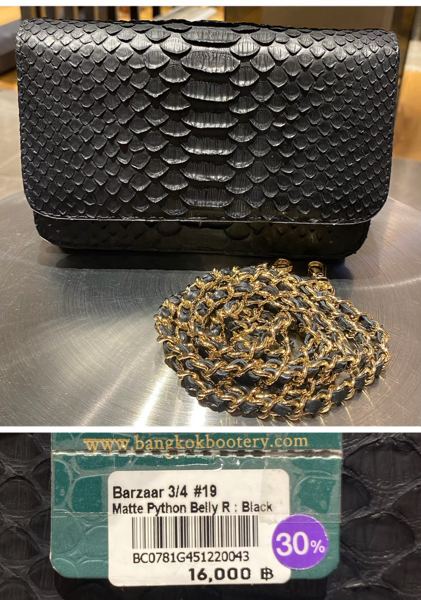 www.bangkokbootery.com
Barzaar 3/4 #19
Matte Python Belly R : Black
BC0781G451220043
30%
16,000 ฿